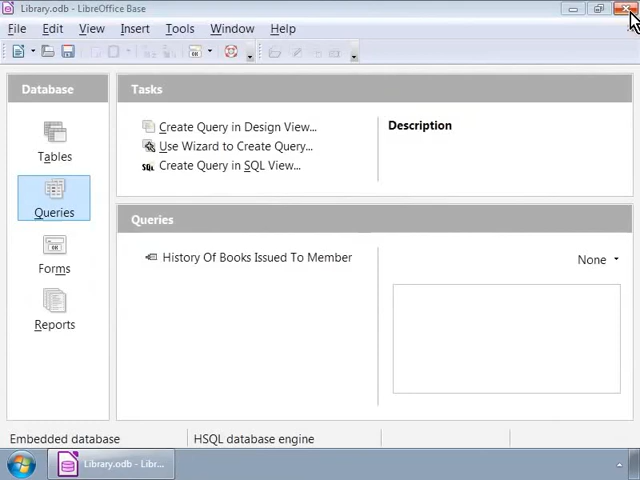 Library.odb - LibreOffice Base
File Edit View Insert Tools Window Help
Database
Tasks
Tables
Queries
Forms
Reports
Create Query in Design View...
Use Wizard to Create Query...
SQL Create Query in SQL View...
Description
Queries
History Of Books Issued To Member
None
Embedded database HSQL database engine
Library.odb - Libr...